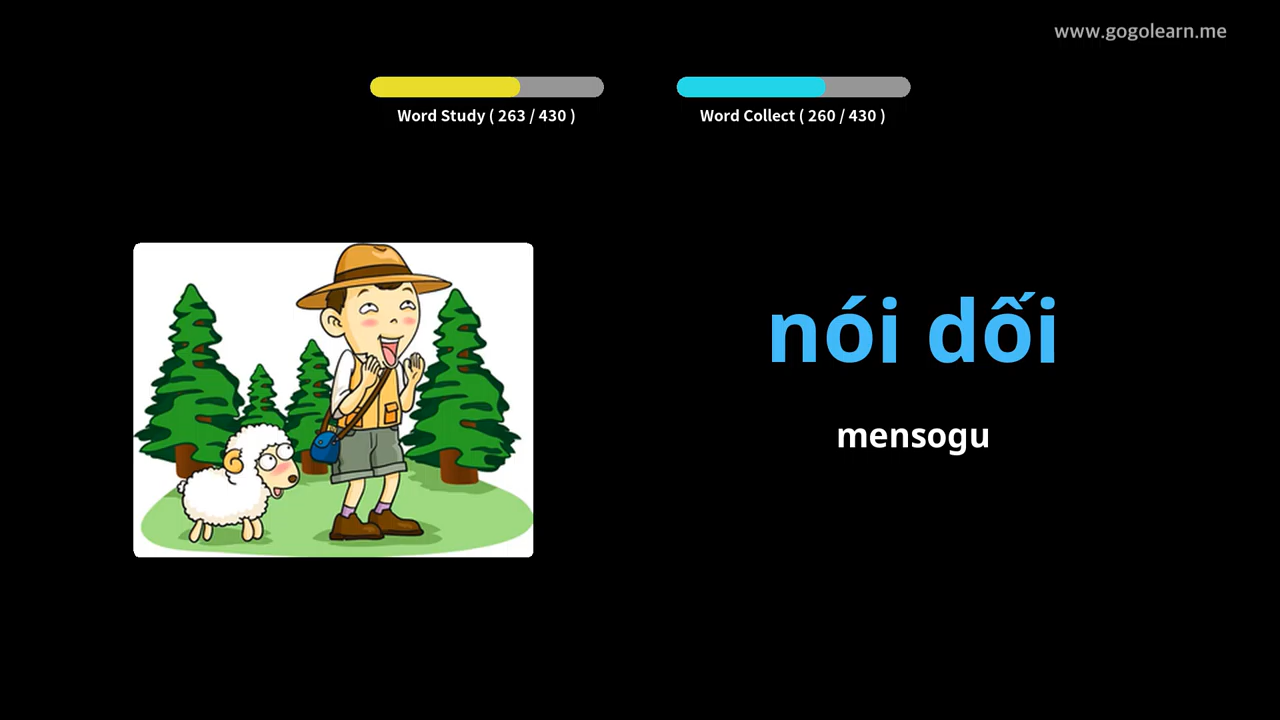 www.gogolearn.me
Word Study ( 263 / 430 )
Word Collect ( 260 / 430 )
nói dối
mensogu